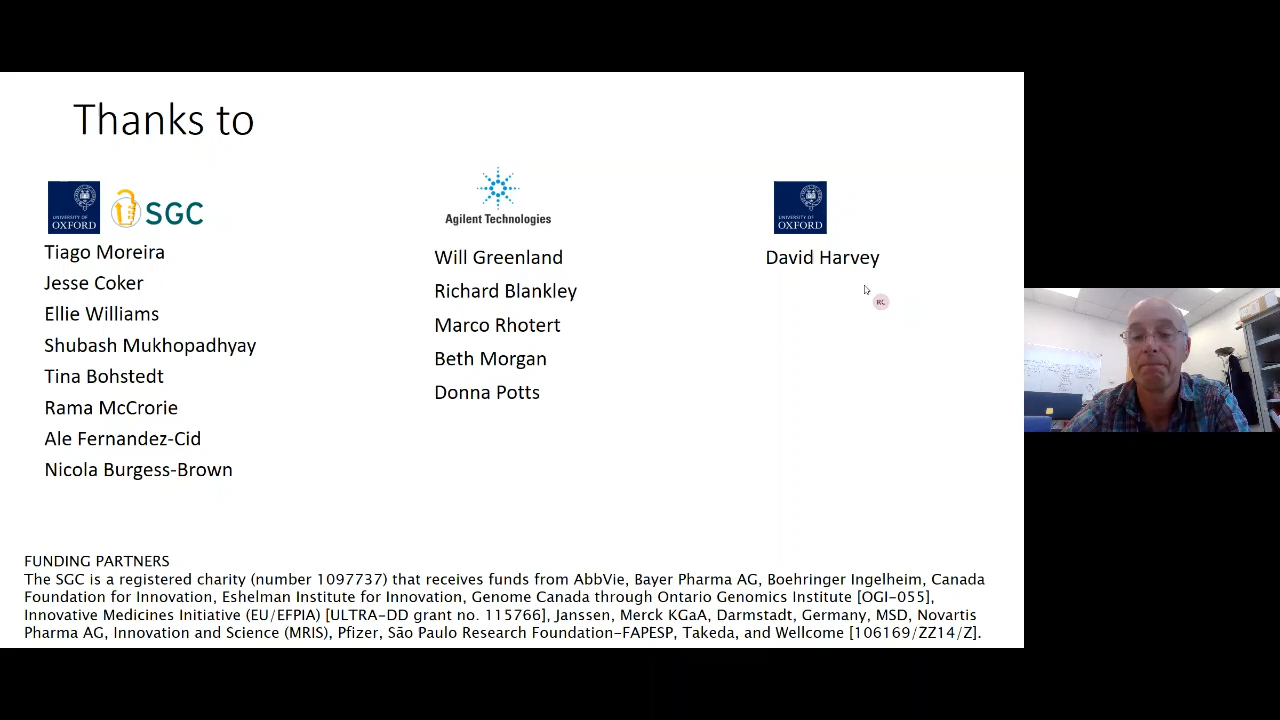 Thanks to
UNIVERSITY OF
OXFORD
SGC
Tiago Moreira
Jesse Coker
Ellie Williams
Shubash Mukhopadhyay
Tina Bohstedt
Rama McCrorie
Ale Fernandez-Cid
Nicola Burgess-Brown
Agilent Technologies
Will Greenland
Richard Blankley
Marco Rhotert
Beth Morgan
Donna Potts
UNIVERSITY OF
OXFORD
David Harvey
FUNDING PARTNERS
The SGC is a registered charity (number 1097737) that receives funds from AbbVie, Bayer Pharma AG, Boehringer Ingelheim, Canada
Foundation for Innovation, Eshelman Institute for Innovation, Genome Canada through Ontario Genomics Institute [OGI-055],
Innovative Medicines Initiative (EU/EFPIA) [ULTRA-DD grant no. 115766], Janssen, Merck KGaA, Darmstadt, Germany, MSD, Novartis
Pharma AG, Innovation and Science (MRIS), Pfizer, São Paulo Research Foundation-FAPESP, Takeda, and Wellcome [106169/ZZ14/Z].